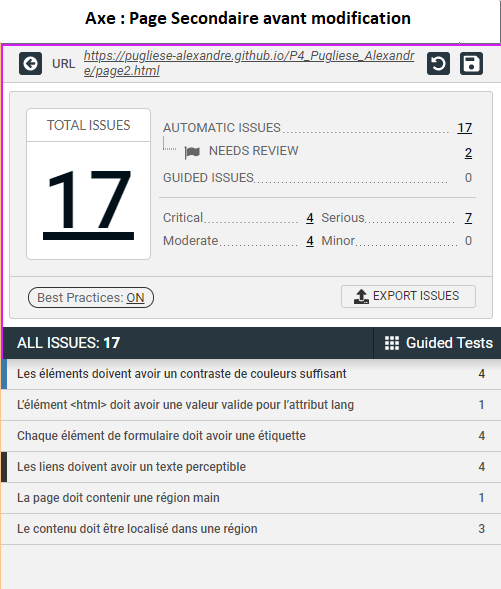 Axe : Page Secondaire avant modification
URL https://pugliese-alexandre.github.io/P4_Pugliese_Alexandr
e/page2.html
TOTAL ISSUES
17
AUTOMATIC ISSUES 17
NEEDS REVIEW 2
GUIDED ISSUES 0
Critical 4 Serious 7
Moderate 4 Minor 0
Best Practices: ON
EXPORT ISSUES
ALL ISSUES: 17
Guided Tests
Les éléments doivent avoir un contraste de couleurs suffisant 4
L'élément <html> doit avoir une valeur valide pour l'attribut lang 1
Chaque élément de formulaire doit avoir une étiquette 4
Les liens doivent avoir un texte perceptible 4
La page doit contenir une région main 1
Le contenu doit être localisé dans une région 3